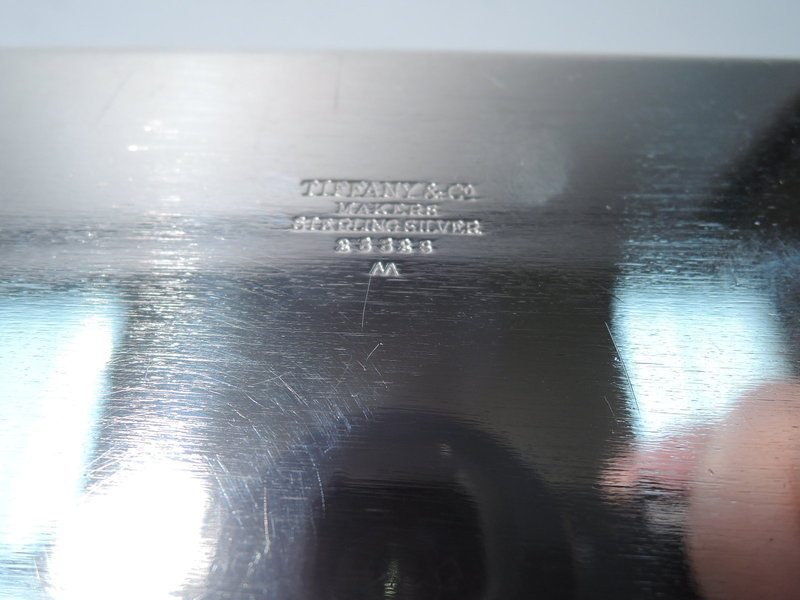 TIFFANY & CO
MAKERS
STERLING SILVER
M